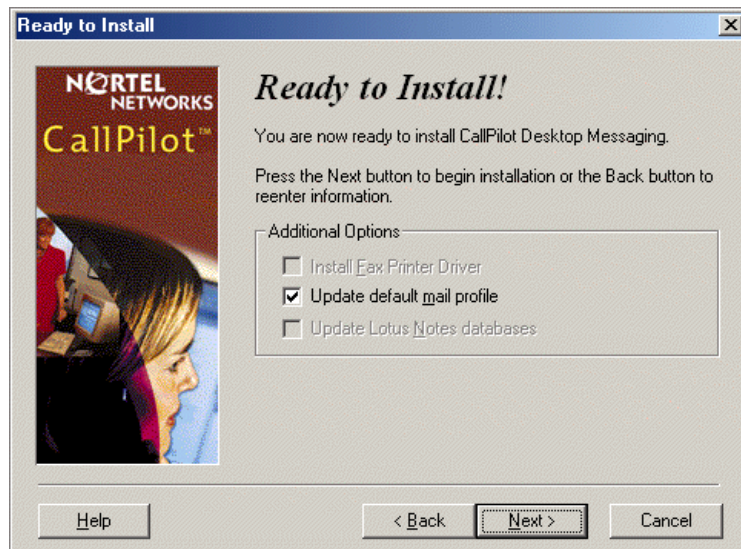 Ready to Install
NORTEL
NETWORKS
CallPilot™
Ready to Install!
You are now ready to install CallPilot Desktop Messaging.
Press the Next button to begin installation or the Back button to
reenter information.
Additional Options
Install Fax Printer Driver
Update default mail profile
Update Lotus Notes databases
Help
< Back
Next >
Cancel